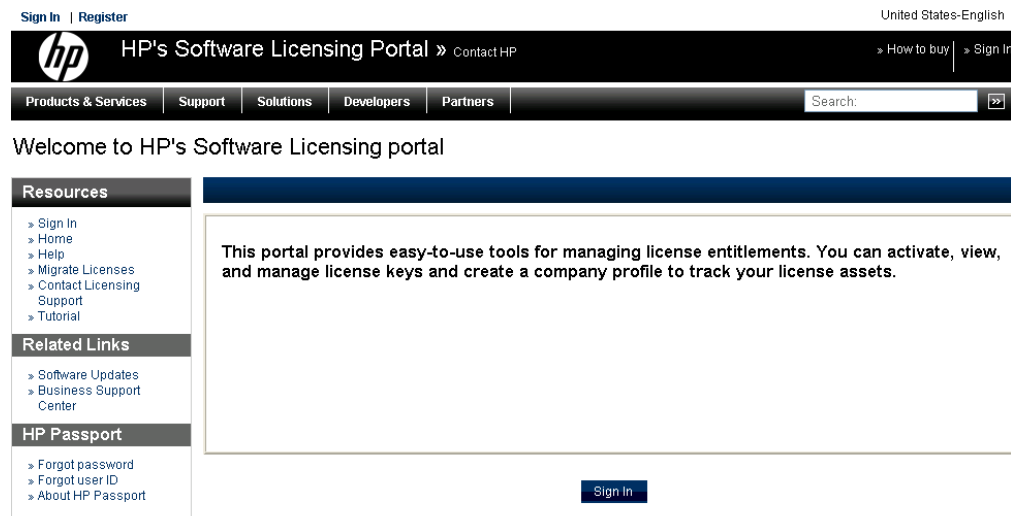 Sign In | Register
United States-English
hp
HP's Software Licensing Portal » Contact HP
» How to buy
» Sign In
Products & Services
Support
Solutions
Developers
Partners
Search:
»
Welcome to HP's Software Licensing portal
Resources
» Sign In
» Home
» Help
» Migrate Licenses
» Contact Licensing
Support
» Tutorial
Related Links
» Software Updates
» Business Support
Center
HP Passport
» Forgot password
» Forgot user ID
» About HP Passport
This portal provides easy-to-use tools for managing license entitlements. You can activate, view,
and manage license keys and create a company profile to track your license assets.
Sign In